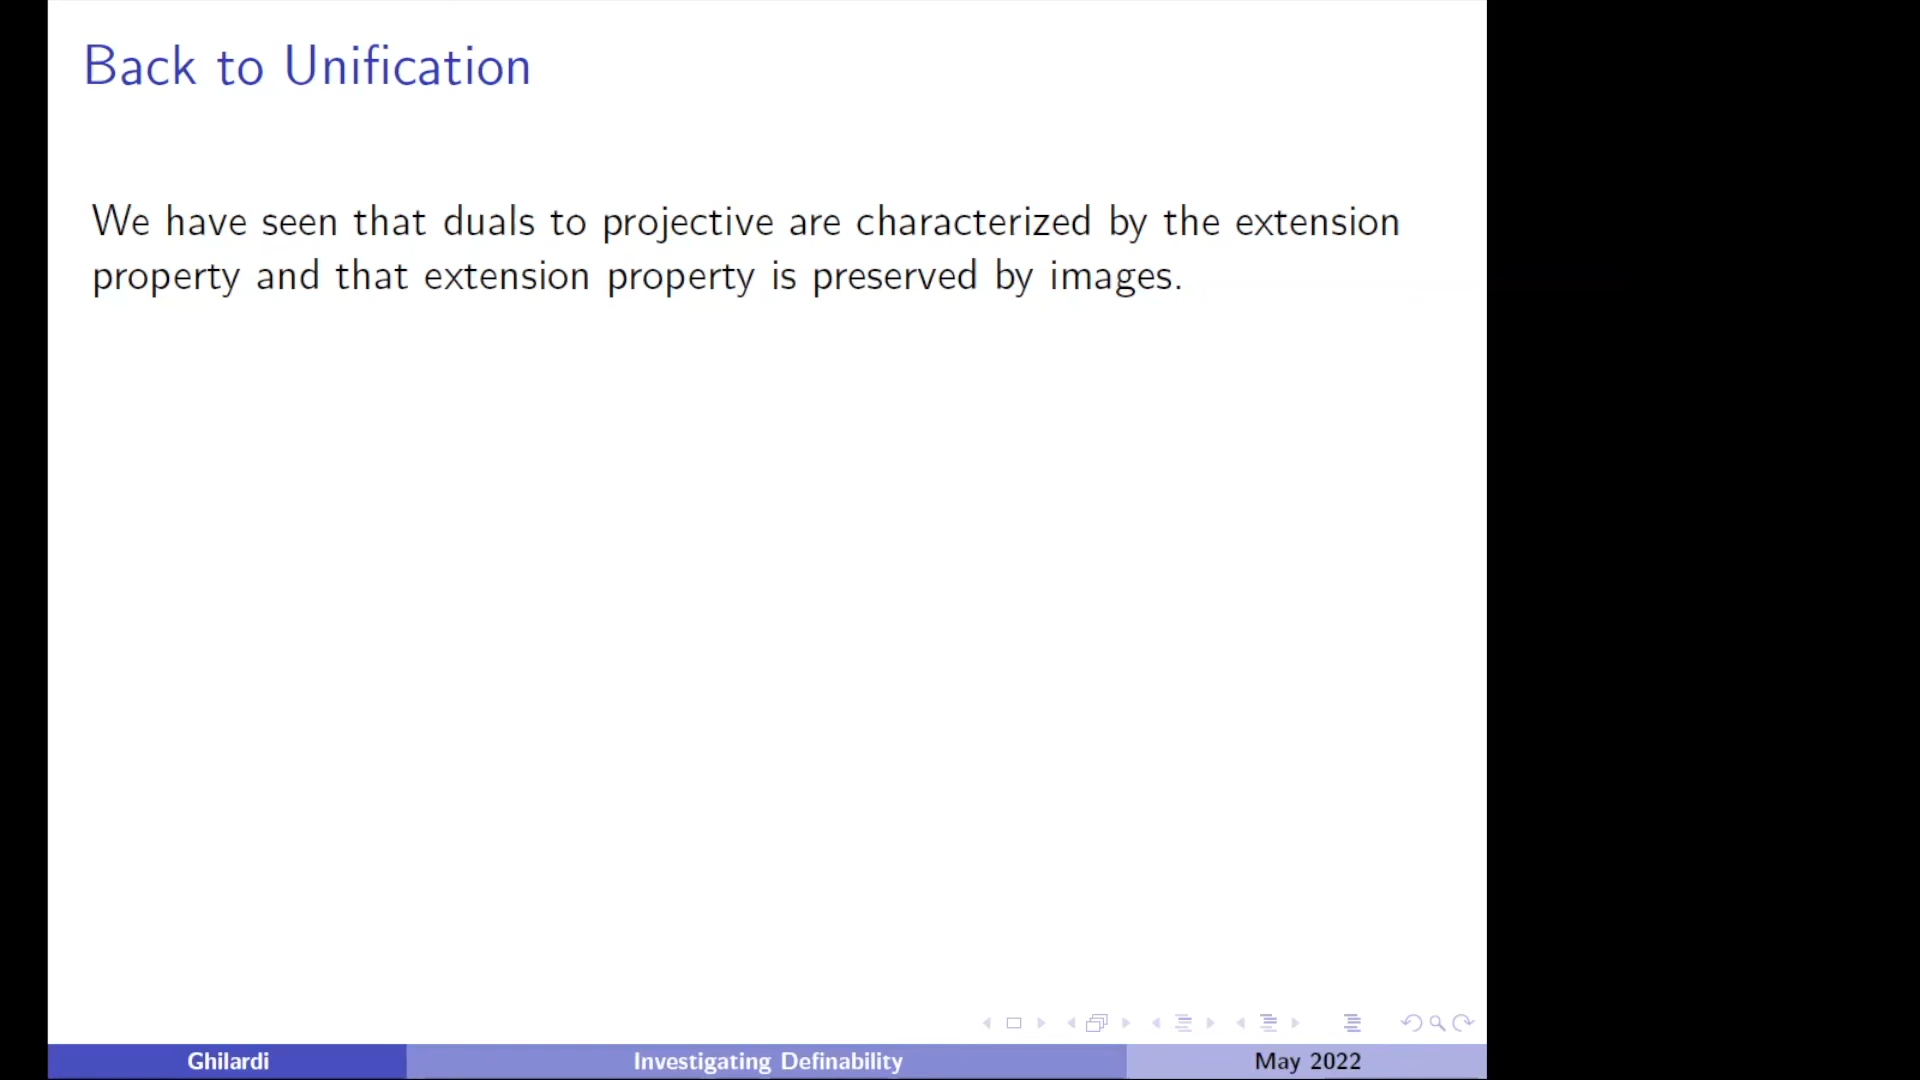 Back to Unification
We have seen that duals to projective are characterized by the extension
property and that extension property is preserved by images.
Ghilardi
Investigating Definability
May 2022